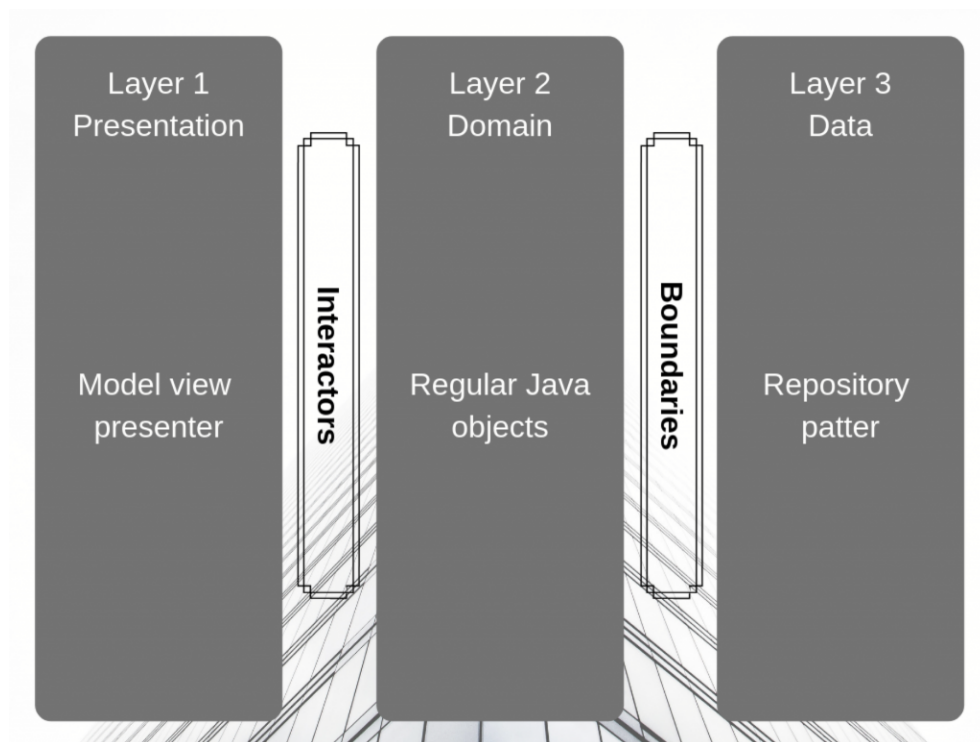 Layer 1
Presentation
Model view
presenter
Interactors
Layer 2
Domain
Regular Java
objects
Boundaries
Layer 3
Data
Repository
patter